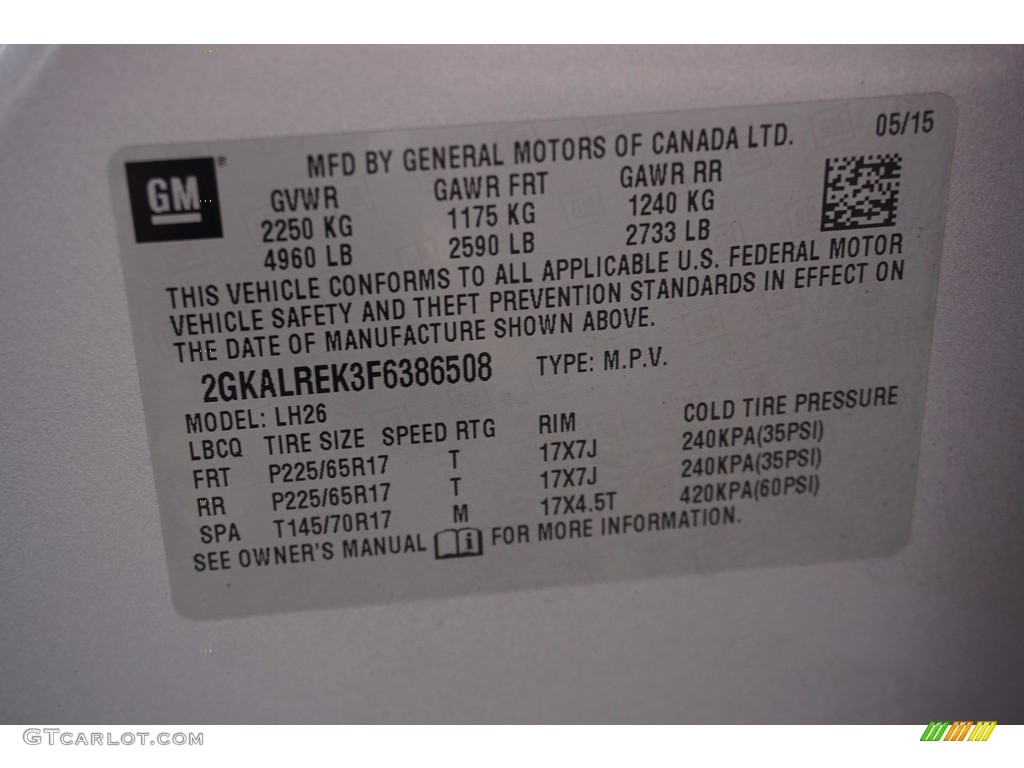 05/15
GM ®
MFD BY GENERAL MOTORS OF CANADA LTD.
GVWR GAWR FRT GAWR RR
2250 KG 1175 KG 1240 KG
4960 LB 2590 LB 2733 LB
THIS VEHICLE CONFORMS TO ALL APPLICABLE U.S. FEDERAL MOTOR
VEHICLE SAFETY AND THEFT PREVENTION STANDARDS IN EFFECT ON
THE DATE OF MANUFACTURE SHOWN ABOVE.
2GKALREK3F6386508 TYPE: M.P.V.
MODEL: LH26
LBCQ TIRE SIZE SPEED RTG RIM COLD TIRE PRESSURE
FRT P225/65R17 T 17X7J 240KPA(35PSI)
RR P225/65R17 T 17X7J 240KPA(35PSI)
SPA T145/70R17 M 17X4.5T 420KPA(60PSI)
SEE OWNER'S MANUAL i FOR MORE INFORMATION.
GTCarlot.com